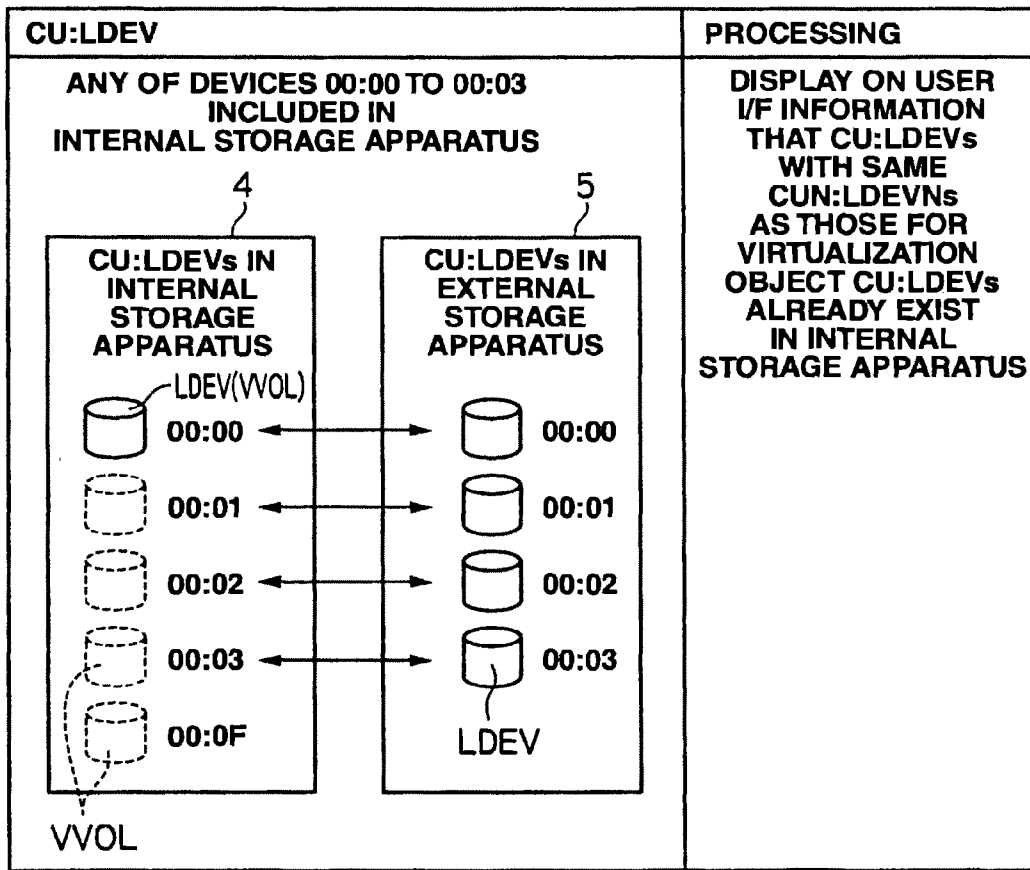 CU:LDEV
PROCESSING
ANY OF DEVICES 00:00 TO 00:03
INCLUDED IN
INTERNAL STORAGE APPARATUS
4
5
CU:LDEVs IN
INTERNAL
STORAGE
APPARATUS
LDEV(VVOL)
00:00
00:01
00:02
00:03
00:0F
VVOL
CU:LDEVs IN
EXTERNAL
STORAGE
APPARATUS
00:00
00:01
00:02
00:03
LDEV
DISPLAY ON USER
I/F INFORMATION
THAT CU:LDEVs
WITH SAME
CUN:LDEVNs
AS THOSE FOR
VIRTUALIZATION
OBJECT CU:LDEVs
ALREADY EXIST
IN INTERNAL
STORAGE APPARATUS